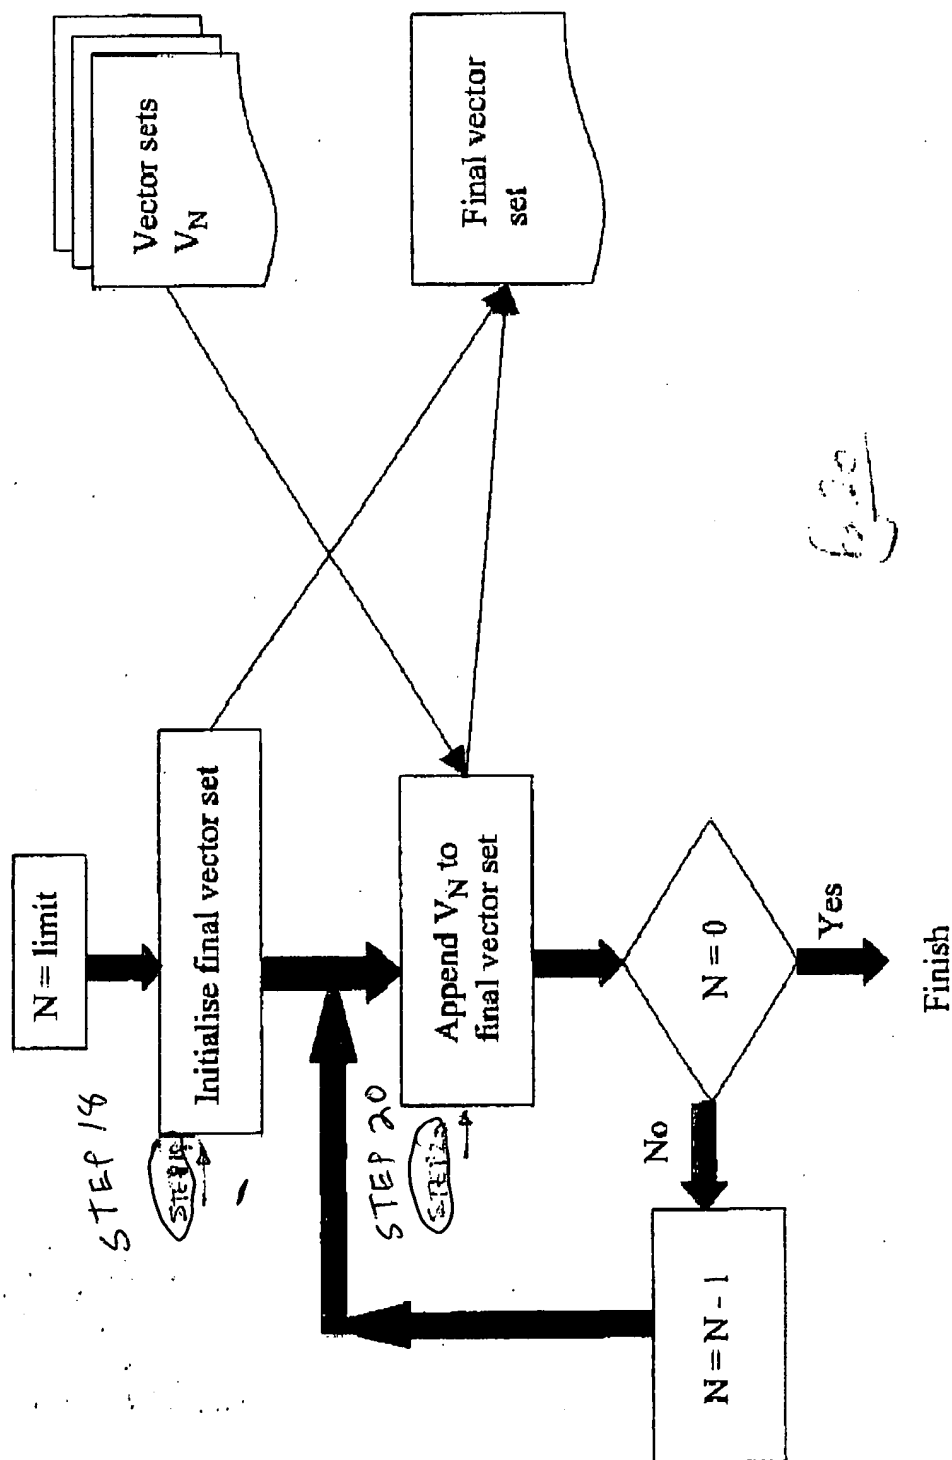 N = limit
STEP 18
Initialise final vector set
Vector sets
V_N
STEP 20
Append V_N to
final vector set
Final vector
set
N = 0
No
Yes
N = N - 1
Finish